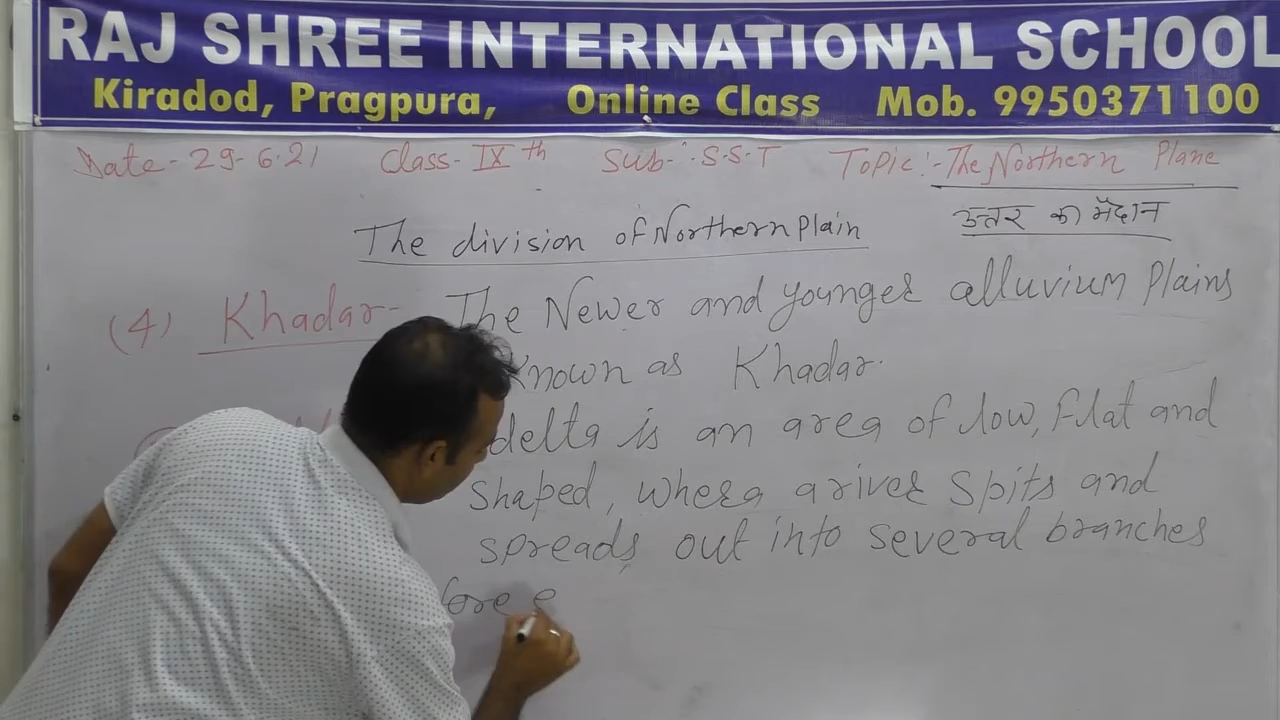 RAJ SHREE INTERNATIONAL SCHOOL
Kiradod, Pragpura, Online Class Mob. 9950371100
Date-29-6-21 Class-IXth Sub-:S.S.T Topic:-The Northern Plane
The division of Northern Plain उत्तर का मैदान
(4) Khadar- The Newer and younger alluvium Plains
known as Khadar.
delta is an area of low, Flat and
Shaped, where a river Spits and
spreads out into several branches